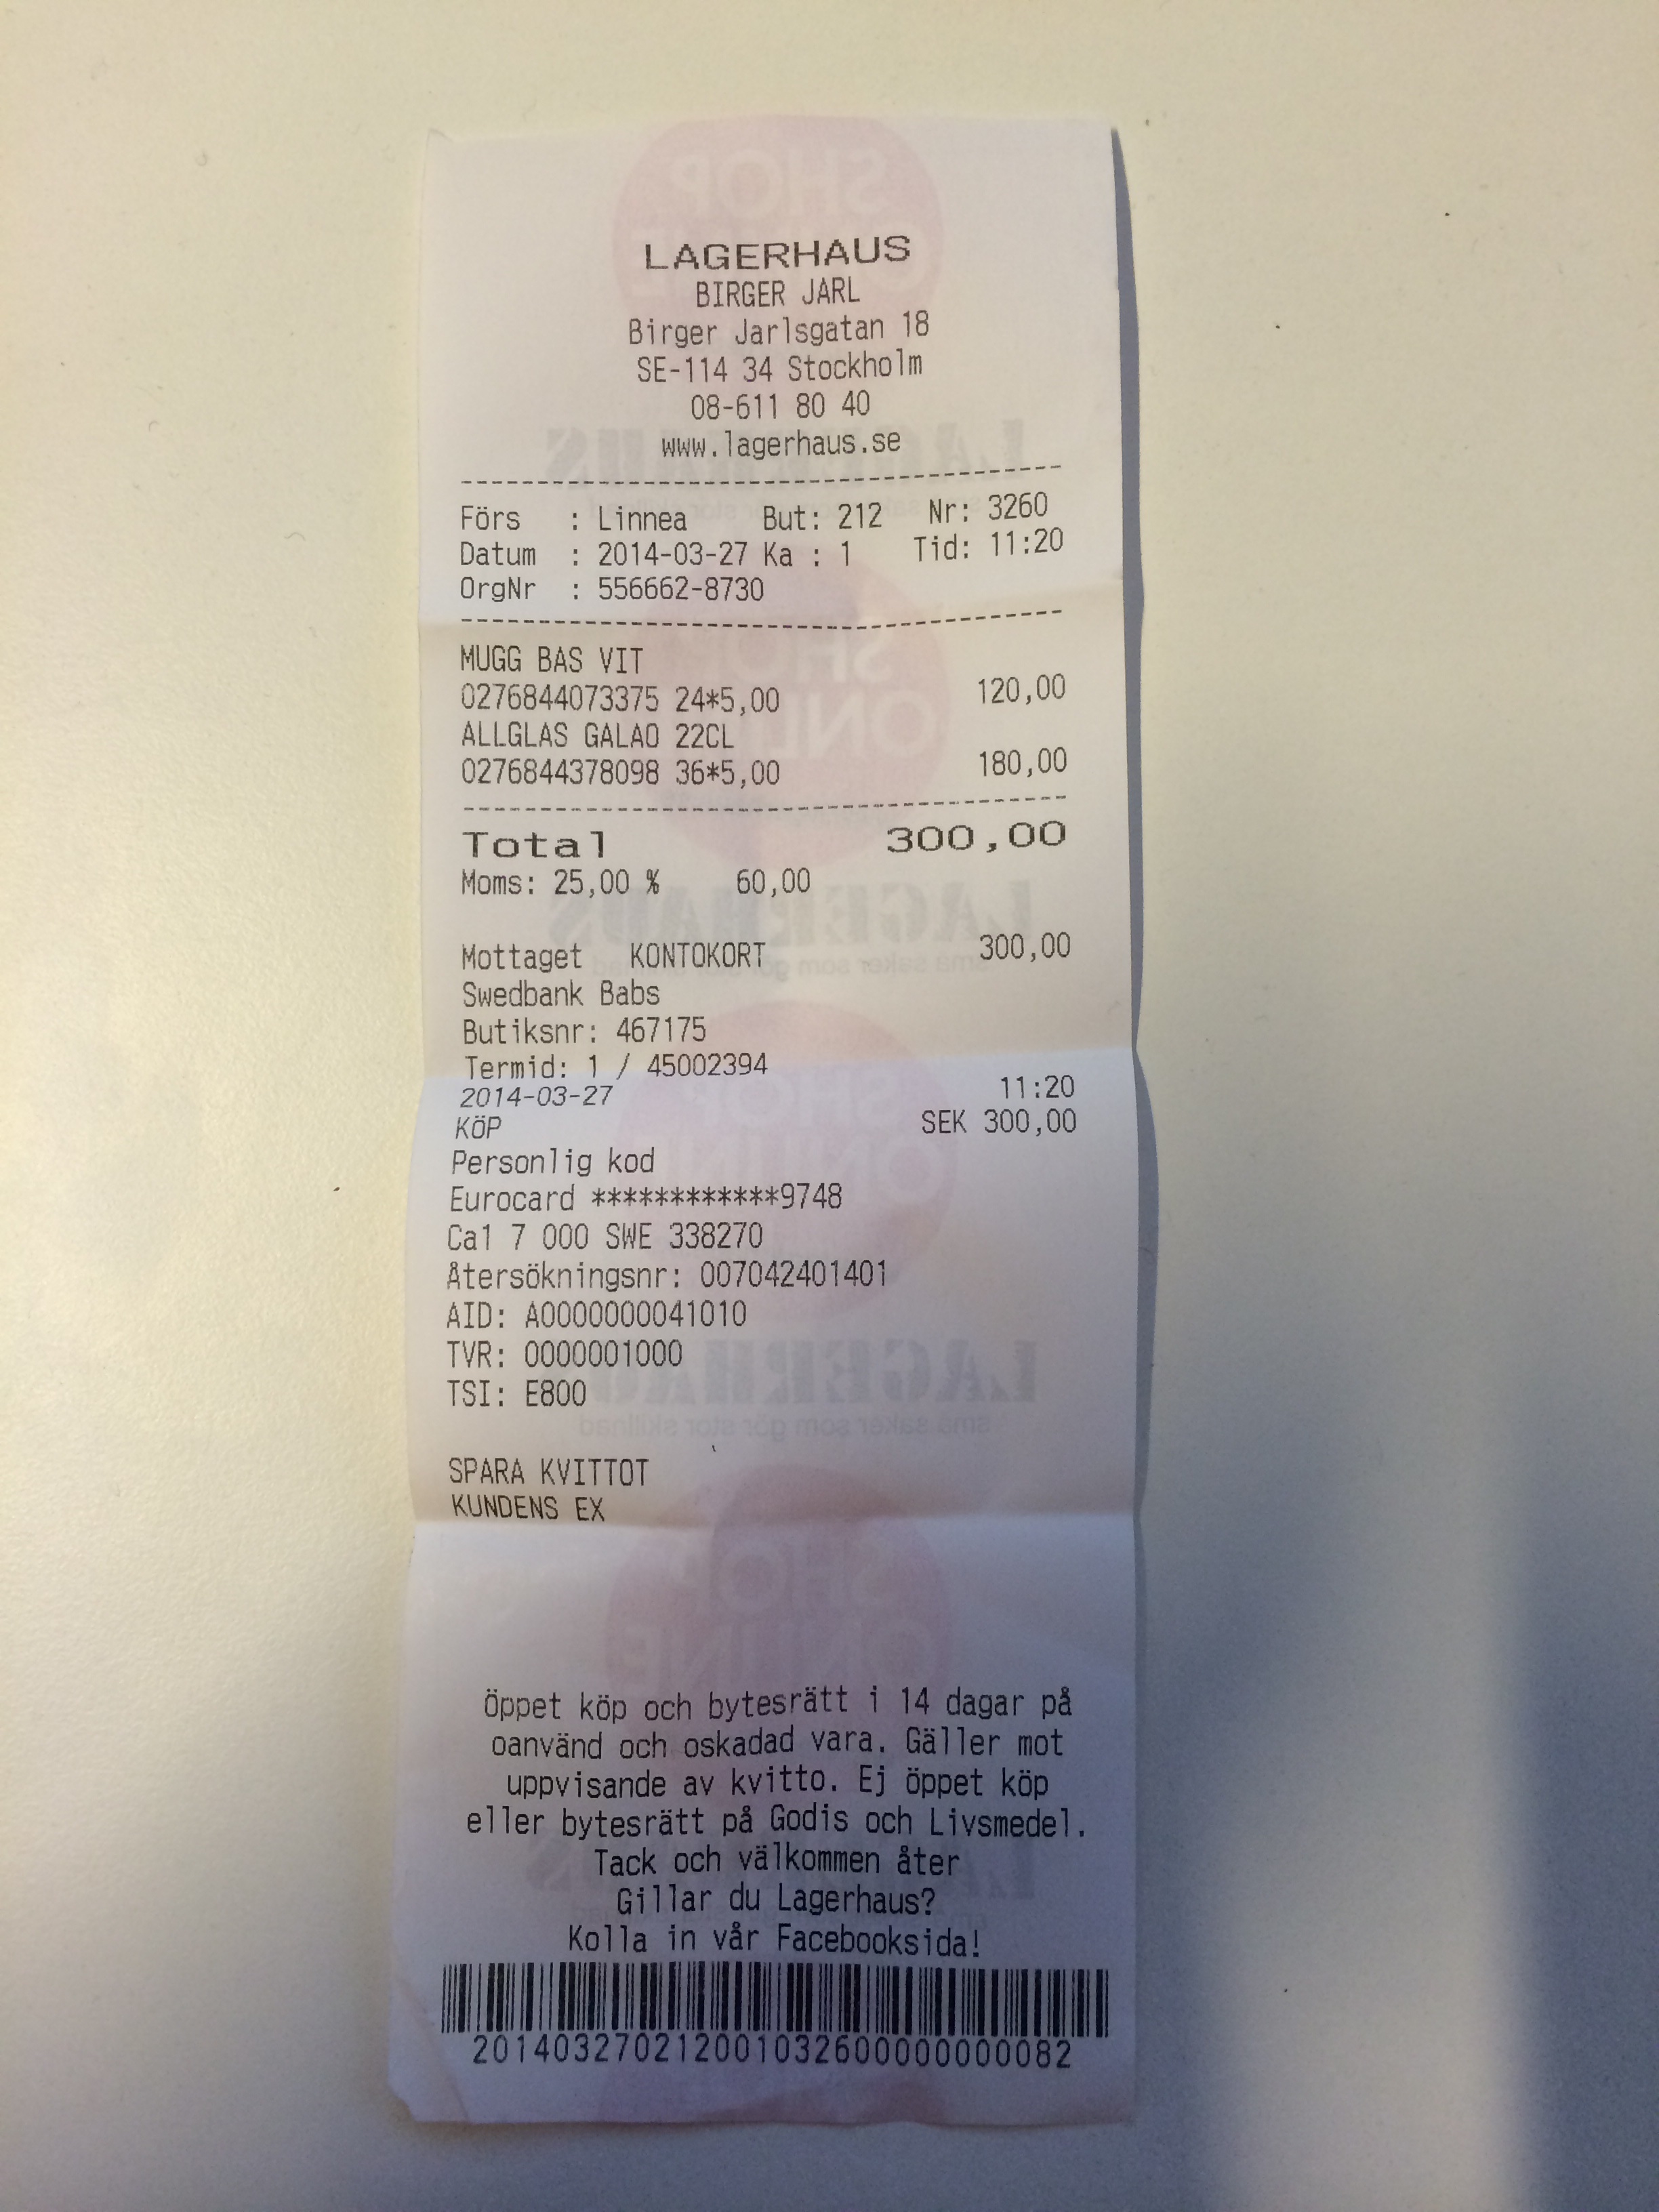 LAGERHAUS
BIRGER JARL
Birger Jarlsgatan 18
SE-114 34 Stockholm
08-611 80 40
www.lagerhaus.se
Förs : Linnea But: 212 Nr: 3260
Datum : 2014-03-27 Ka : 1 Tid: 11:20
OrgNr : 556662-8730
MUGG BAS VIT
0276844073375 24*5,00 120,00
ALLGLAS GALAO 22CL
0276844378098 36*5,00 180,00
Total 300,00
Moms: 25,00 % 60,00
Mottaget KONTOKORT 300,00
Swedbank Babs
Butiksnr: 467175
Termid: 1 / 45002394
2014-03-27 11:20
KöP SEK 300,00
Personlig kod
Eurocard ************9748
Ca1 7 000 SWE 338270
Återsökningsnr: 007042401401
AID: A0000000041010
TVR: 0000001000
TSI: E800
SPARA KVITTOT
KUNDENS EX
Öppet köp och bytesrätt i 14 dagar på
oanvänd och oskadad vara. Gäller mot
uppvisande av kvitto. Ej öppet köp
eller bytesrätt på Godis och Livsmedel.
Tack och välkommen åter
Gillar du Lagerhaus?
Kolla in vår Facebooksida!
201403270212001032600000000082